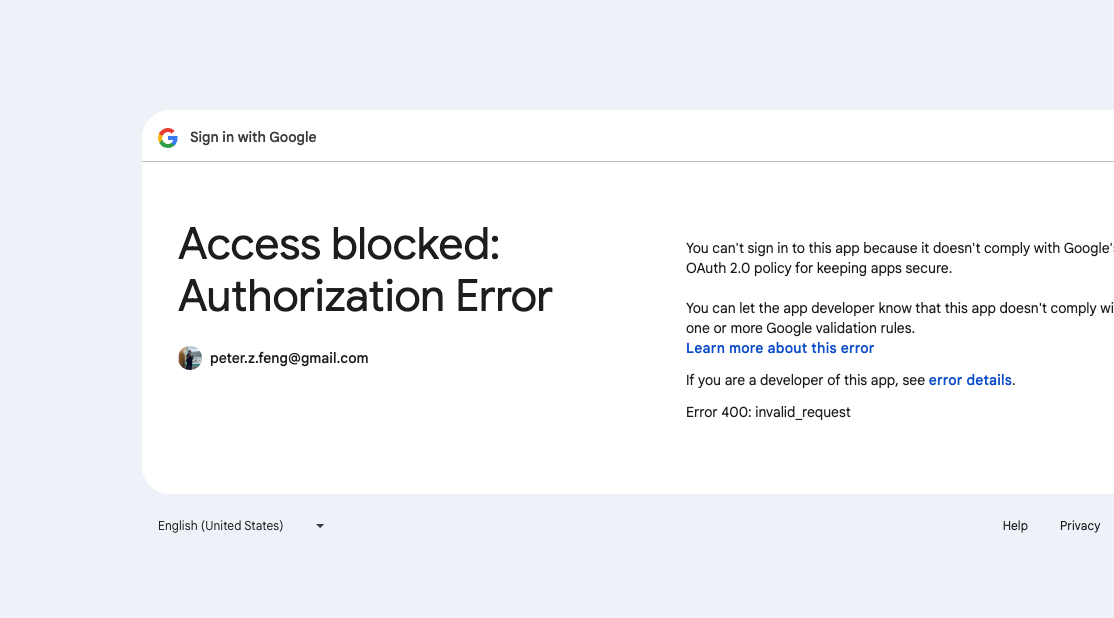 Sign in with Google
Access blocked:
Authorization Error
peter.z.feng@gmail.com
You can't sign in to this app because it doesn't comply with Google's
OAuth 2.0 policy for keeping apps secure.
You can let the app developer know that this app doesn't comply wi
one or more Google validation rules.
Learn more about this error
If you are a developer of this app, see error details.
Error 400: invalid_request
English (United States)
Help
Privacy